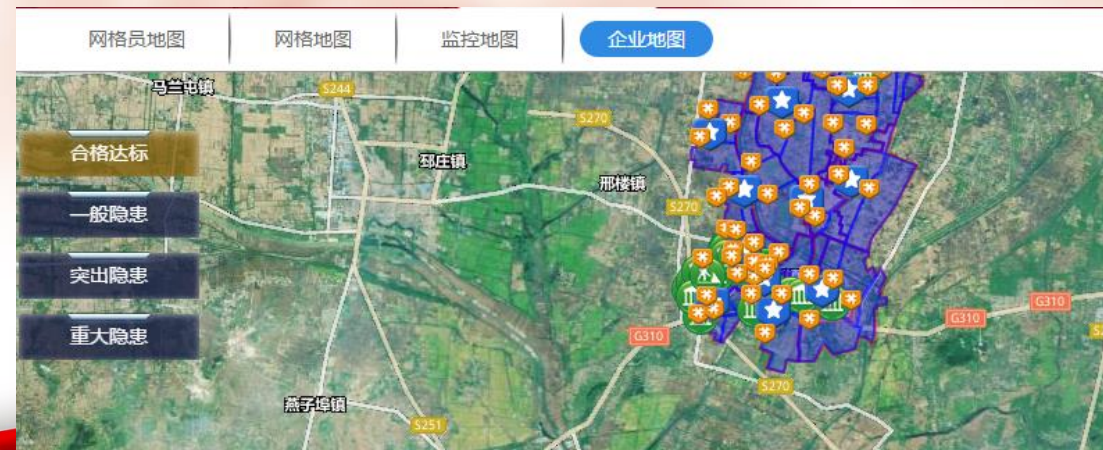 网格员地图
网格地图
监控地图
企业地图
马兰屯镇
S244
S270
合格达标
邳庄镇
邢楼镇
一般隐患
S270
突出隐患
G310
G310
重大隐患
S270
燕子埠镇
S251